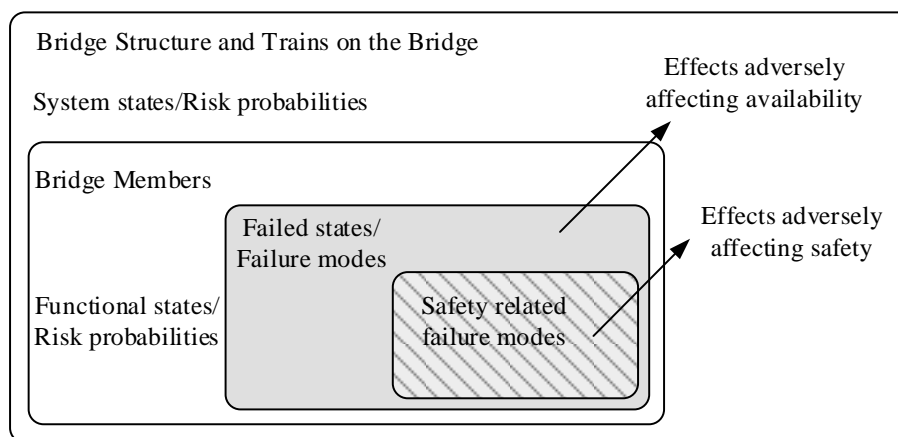 Bridge Structure and Trains on the Bridge
System states/Risk probabilities
Effects adversely
affecting availability
Bridge Members
Failed states/
Failure modes
Effects adversely
affecting safety
Functional states/
Risk probabilities
Safety related
failure modes